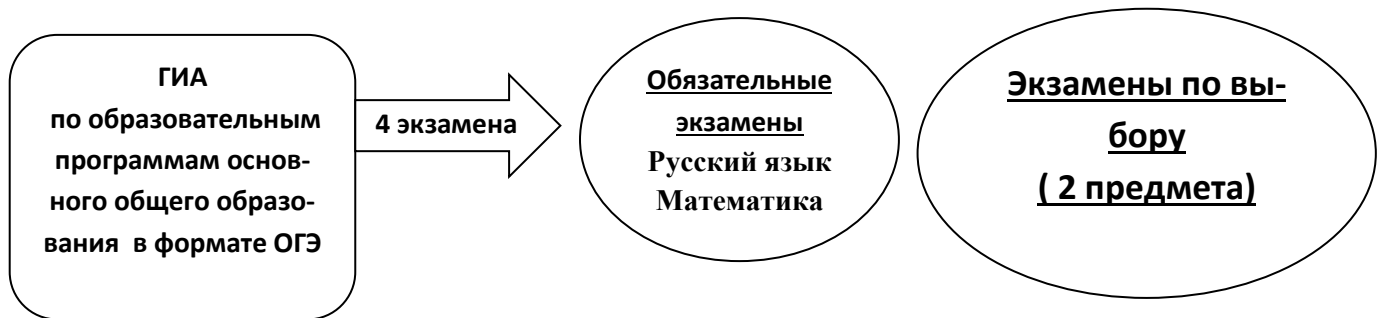 ГИА
по образовательным
программам основ-
ного общего образо-
вания в формате ОГЭ
4 экзамена
Обязательные
экзамены
Русский язык
Математика
Экзамены по вы-
бору
( 2 предмета)